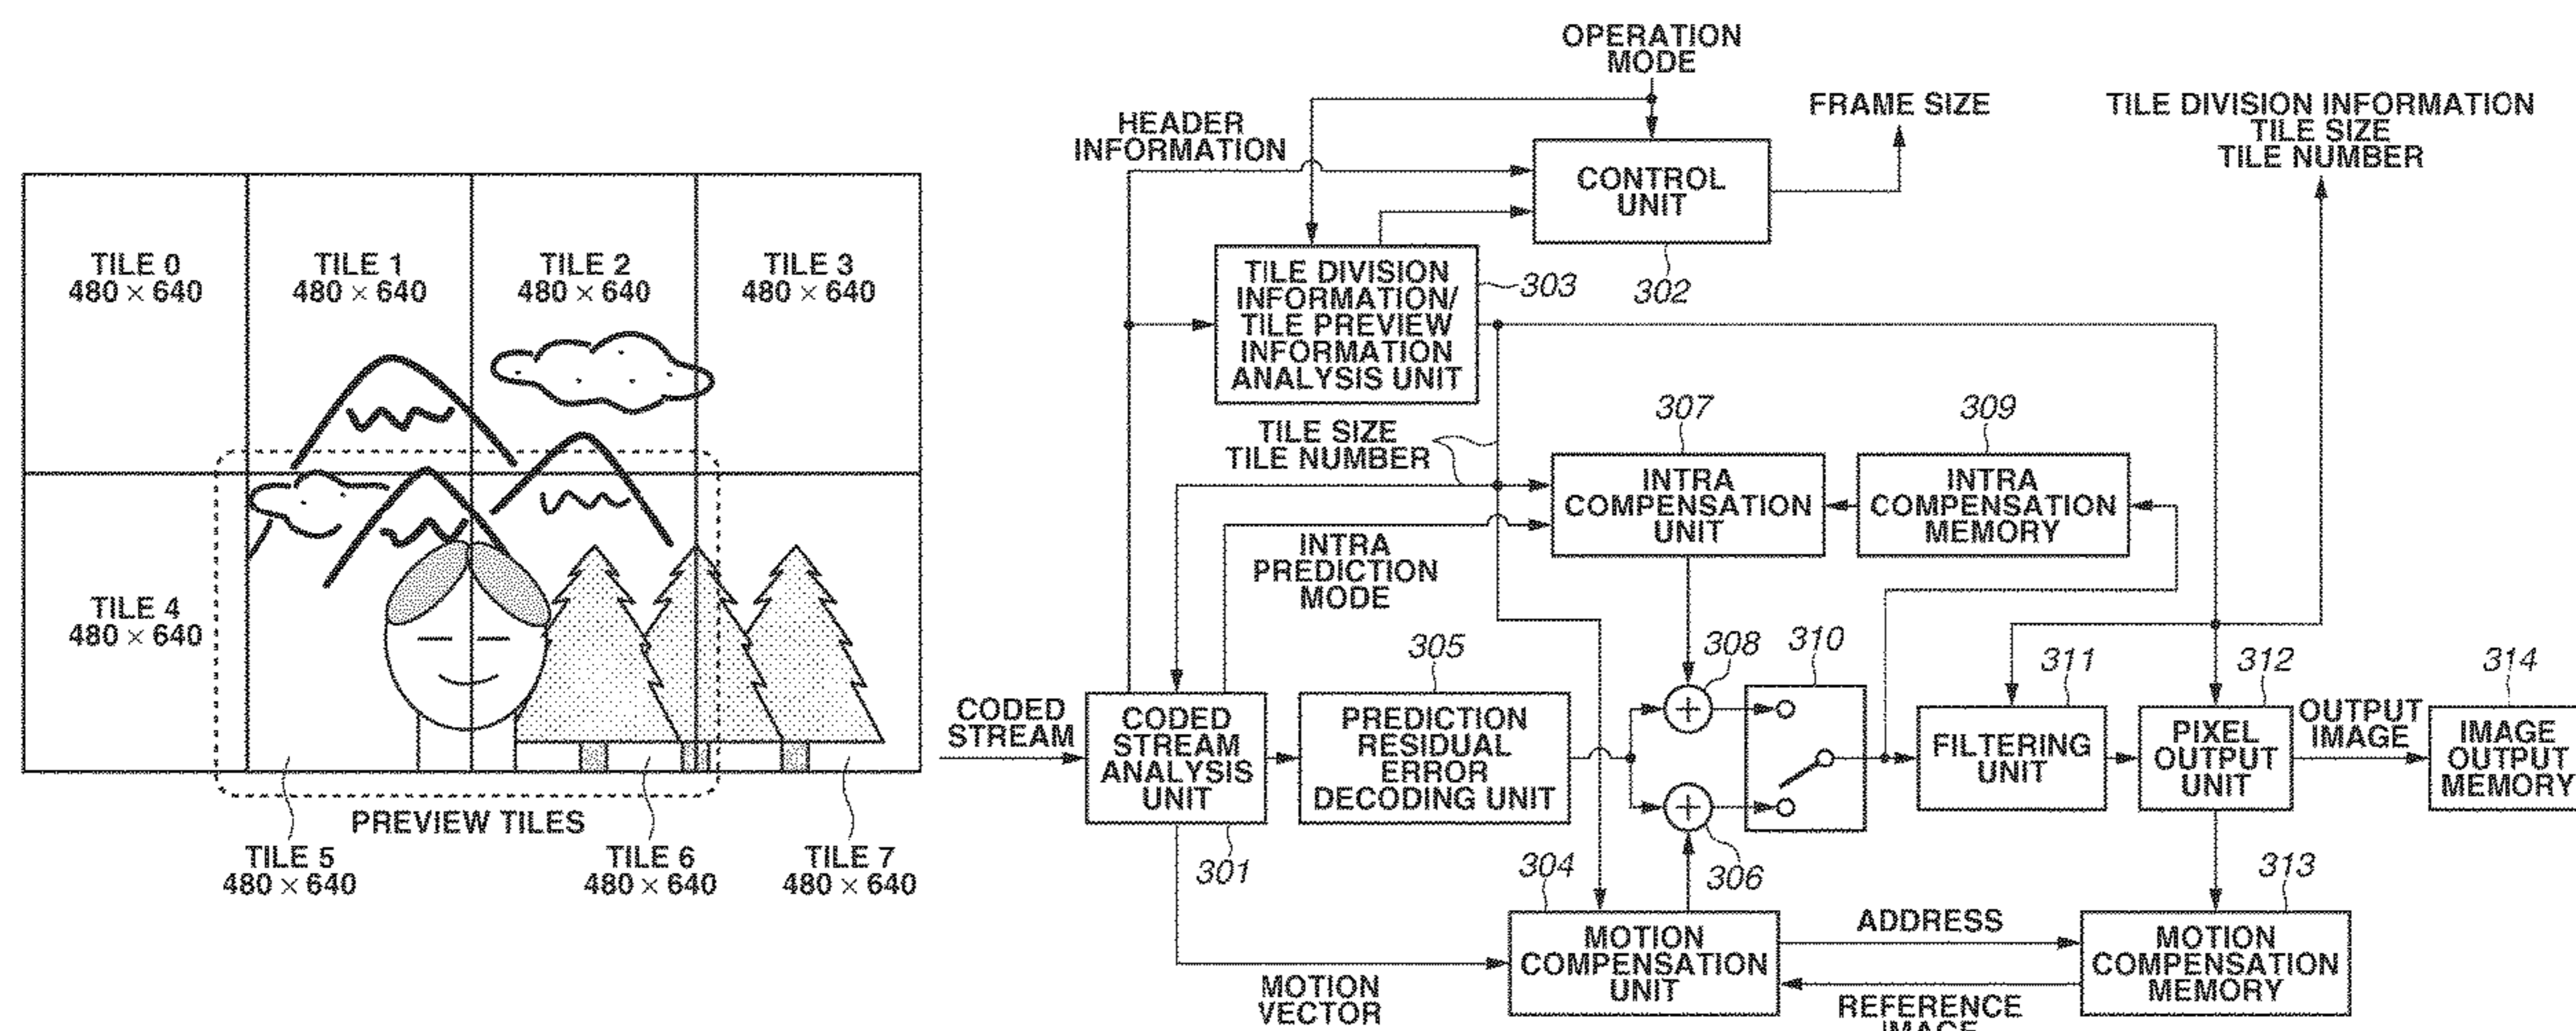 TILE 0
480 × 640
TILE 1
480 × 640
TILE 2
480 × 640
TILE 3
480 × 640
TILE 4
480 × 640
PREVIEW TILES
TILE 5
480 × 640
TILE 6
480 × 640
TILE 7
480 × 640
OPERATION
MODE
HEADER
INFORMATION
FRAME SIZE
TILE DIVISION INFORMATION
TILE SIZE
TILE NUMBER
CONTROL
UNIT
302
TILE DIVISION
INFORMATION/
TILE PREVIEW
INFORMATION
ANALYSIS UNIT
303
TILE SIZE
TILE NUMBER
307
INTRA
COMPENSATION
UNIT
309
INTRA
COMPENSATION
MEMORY
INTRA
PREDICTION
MODE
CODED
STREAM
CODED
STREAM
ANALYSIS
UNIT
301
305
PREDICTION
RESIDUAL
ERROR
DECODING UNIT
308
310
306
311
FILTERING
UNIT
312
PIXEL
OUTPUT
UNIT
OUTPUT
IMAGE
314
IMAGE
OUTPUT
MEMORY
MOTION
VECTOR
304
MOTION
COMPENSATION
UNIT
ADDRESS
REFERENCE
IMAGE
313
MOTION
COMPENSATION
MEMORY